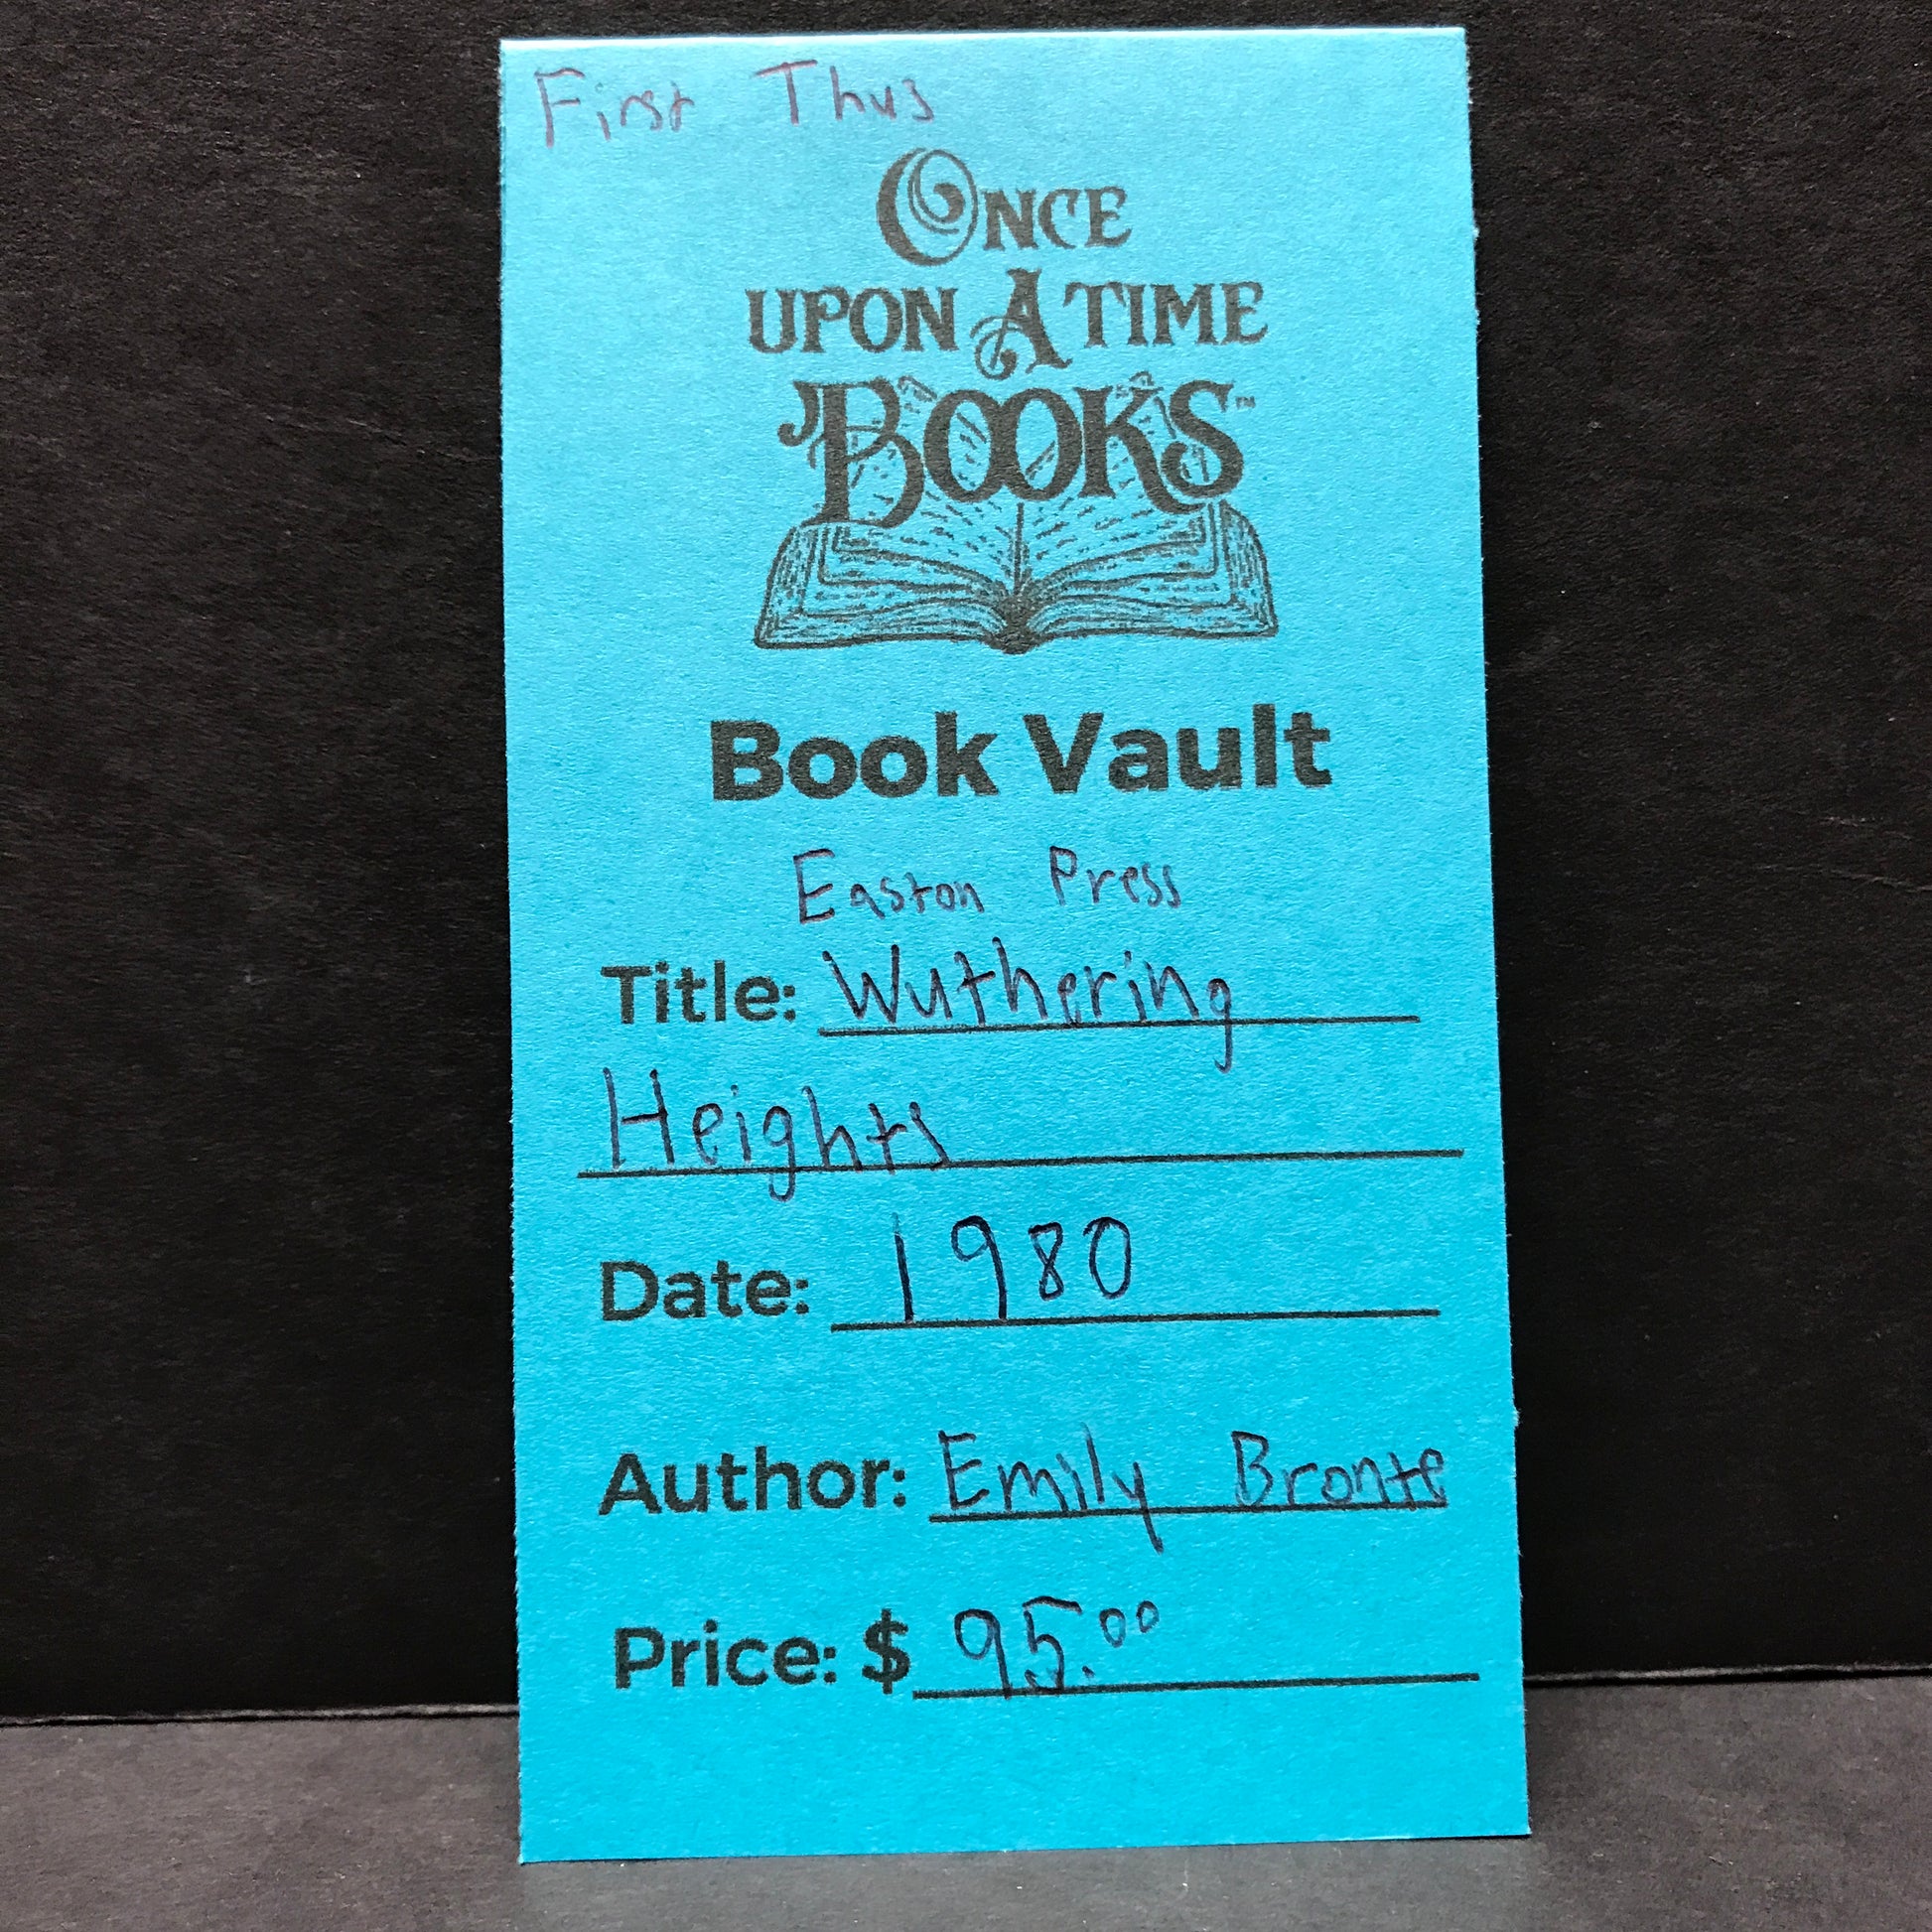 First Thus
ONCE
UPON A TIME
BOOKS™
Book Vault
Easton Press
Title: Wuthering
Heights
Date: 1980
Author: Emily Bronte
Price: $ 95.00